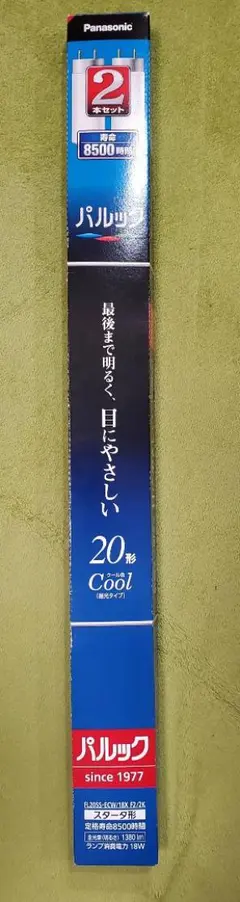 Panasonic
2
本セット
寿命
8500時間
パルック
最後まで明るく、目にやさしい
20形
クール色
Cool
(昼光タイプ)
パルック
since 1977
FL20SS・ECW/18X F2/2K
スタータ形
定格寿命8500時間
全光束(明るさ) 1380 lm
ランプ消費電力 18W